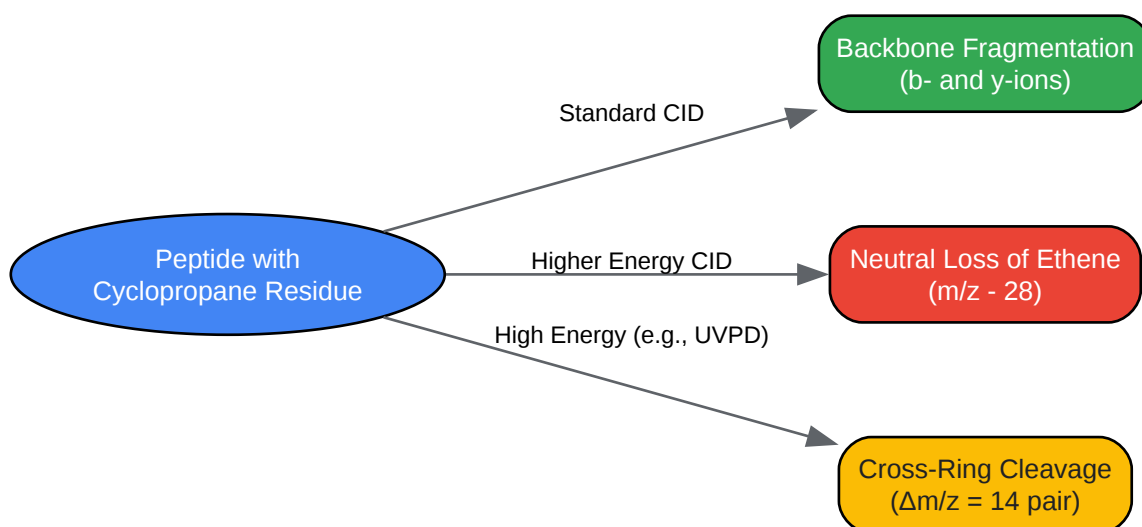 Backbone Fragmentation
(b- and y-ions)
Standard CID
Peptide with
Cyclopropane Residue
Higher Energy CID
Neutral Loss of Ethene
(m/z - 28)
High Energy (e.g., UVPD)
Cross-Ring Cleavage
(Δm/z = 14 pair)